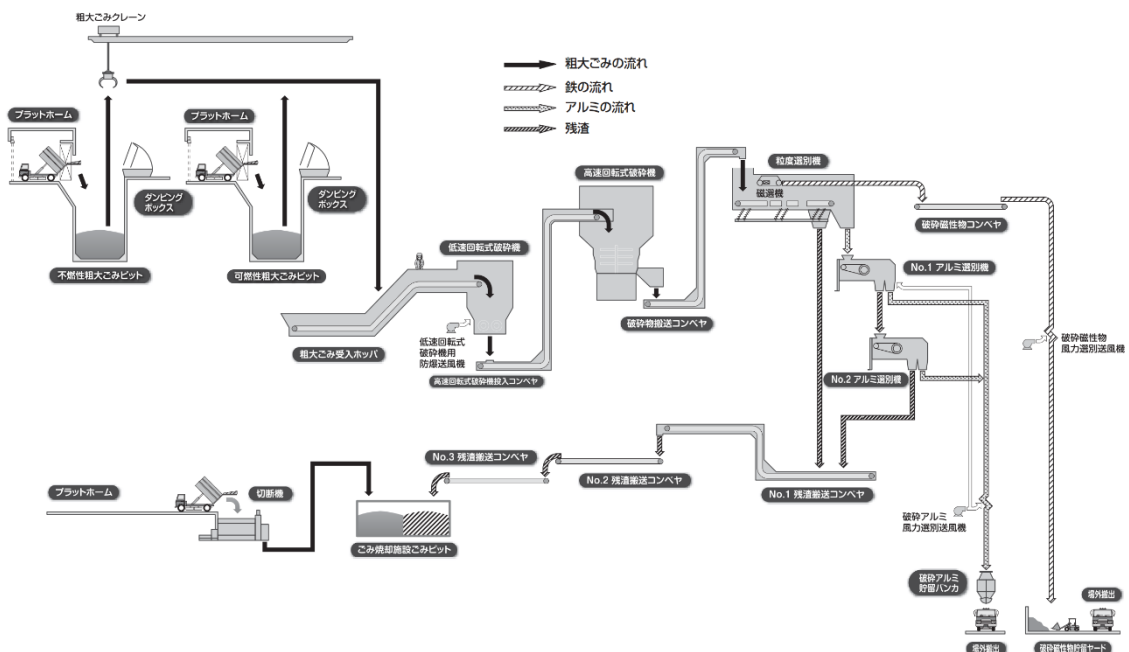 粗大ごみクレーン
粗大ごみの流れ
鉄の流れ
アルミの流れ
残渣
プラットホーム
プラットホーム
ダンピング
ボックス
ダンピング
ボックス
不燃性粗大ごみピット
可燃性粗大ごみピット
高速回転式破砕機
粒度選別機
磁選機
破砕磁性物コンベヤ
低速回転式破砕機
No.1 アルミ選別機
粗大ごみ受入ホッパ
低速回転式
破砕機用
防爆送風機
高速回転式破砕機投入コンベヤ
破砕物搬送コンベヤ
破砕磁性物
風力選別送風機
No.2 アルミ選別機
No.3 残渣搬送コンベヤ
No.2 残渣搬送コンベヤ
No.1 残渣搬送コンベヤ
プラットホーム
切断機
ごみ焼却施設ごみピット
破砕アルミ
風力選別送風機
破砕アルミ
貯留バンカ
場外搬出
場外搬出
破砕磁性物貯留ヤード